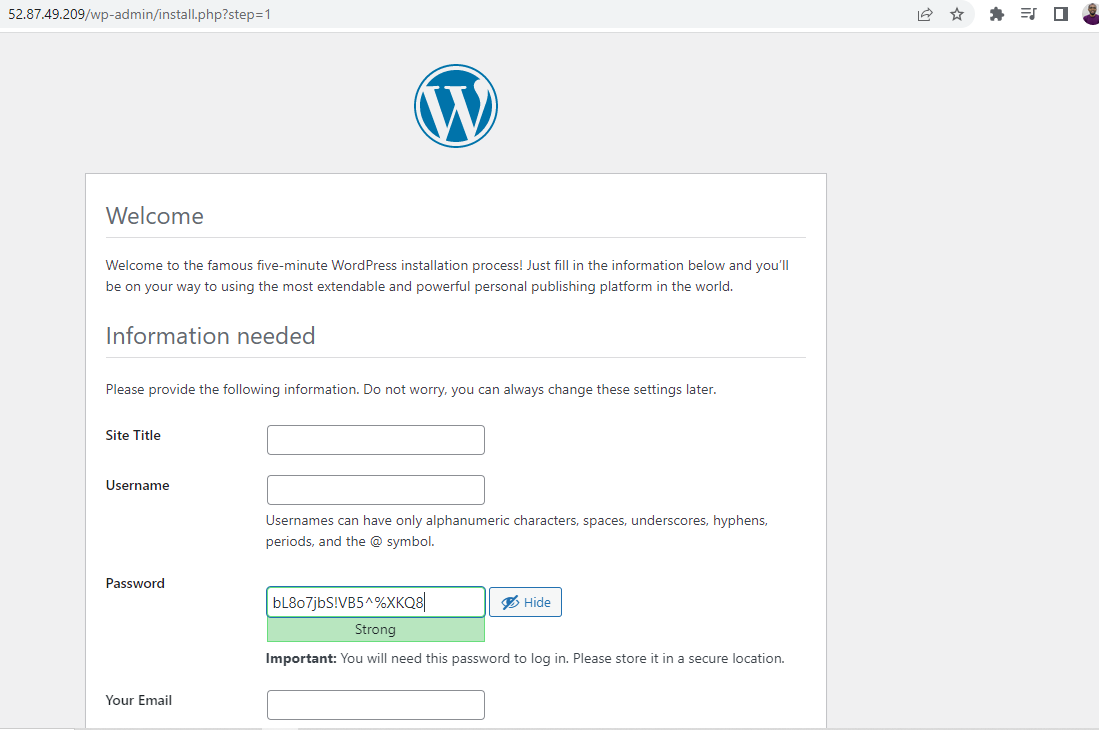 52.87.49.209/wp-admin/install.php?step=1
Welcome
Welcome to the famous five-minute WordPress installation process! Just fill in the information below and you’ll
be on your way to using the most extendable and powerful personal publishing platform in the world.
Information needed
Please provide the following information. Do not worry, you can always change these settings later.
Site Title
Username
Usernames can have only alphanumeric characters, spaces, underscores, hyphens,
periods, and the @ symbol.
Password
bL8o7jbS!VB5^%XKQ8
Hide
Strong
Important: You will need this password to log in. Please store it in a secure location.
Your Email